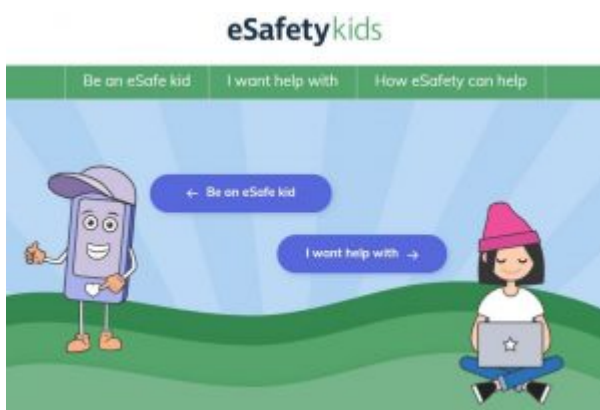 eSafetykids
Be an eSafe kid
I want help with
How eSafety can help
← Be an eSafe kid
I want help with →